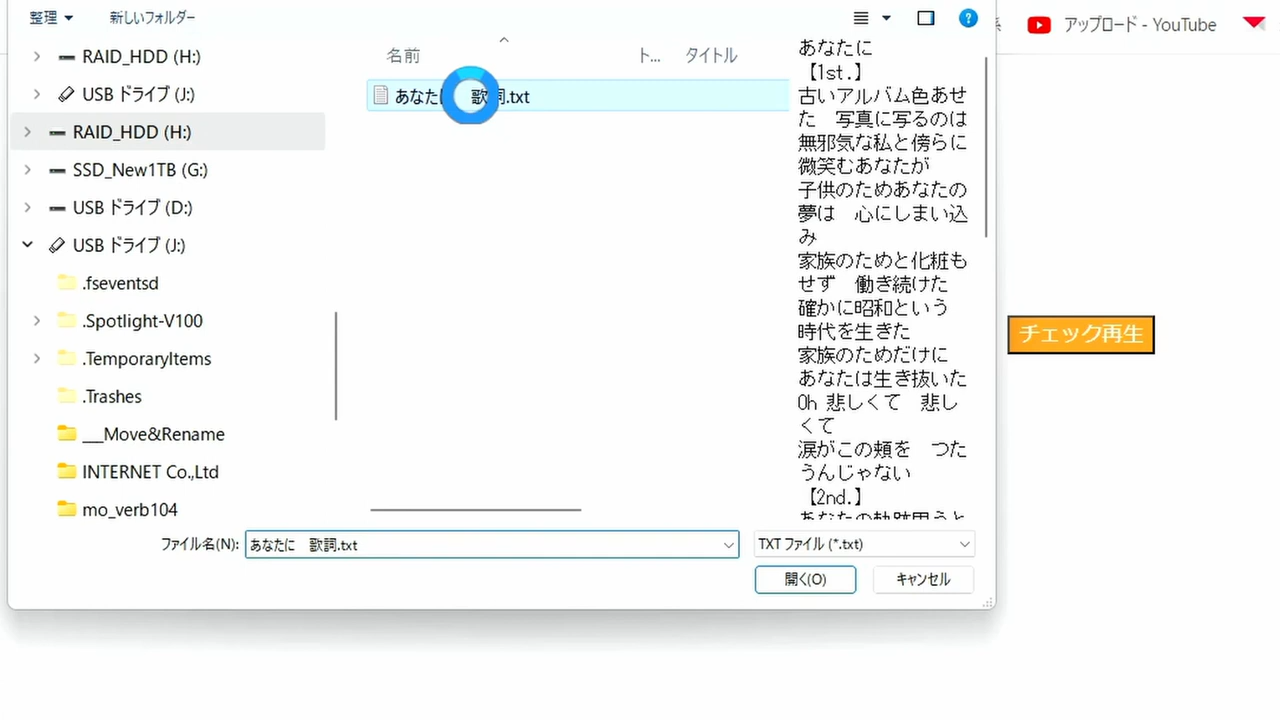 整理
新しいフォルダー
アップロード - YouTube
RAID_HDD (H:)
USB ドライブ (J:)
RAID_HDD (H:)
SSD_New1TB (G:)
USB ドライブ (D:)
USB ドライブ (J:)
.fseventsd
.Spotlight-V100
.TemporaryItems
.Trashes
__Move&Rename
INTERNET Co.,Ltd
mo_verb104
名前
ト...
タイトル
あなたに　歌詞.txt
あなたに
【1st.】
古いアルバム色あせ
た　写真に写るのは
無邪気な私と傍らに
微笑むあなたが
子供のためあなたの
夢は　心にしまい込
み
家族のためと化粧も
せず　働き続けた
確かに昭和という
時代を生きた
家族のためだけに
あなたは生き抜いた
Oh 悲しくて　悲し
くて
涙がこの頬を　つた
うんじゃない
【2nd.】
チェック再生
ファイル名(N):
あなたに　歌詞.txt
TXT ファイル (*.txt)
開く(O)
キャンセル